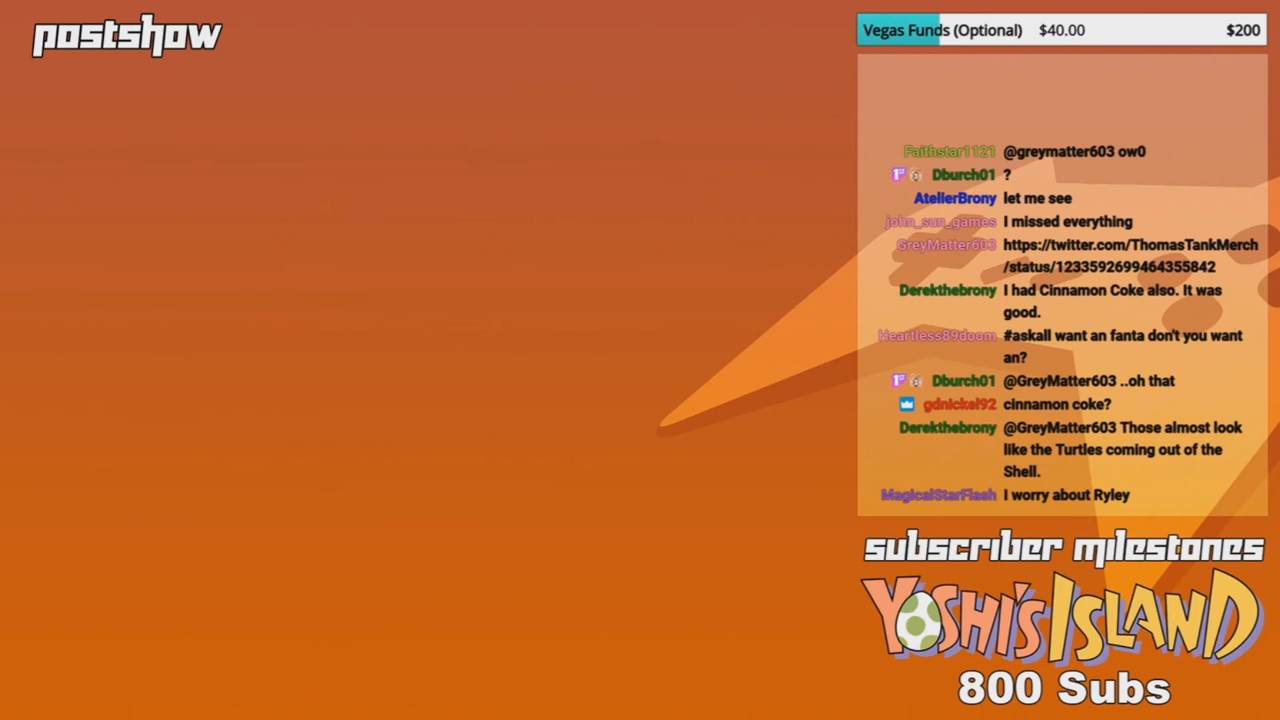 postshow
Vegas Funds (Optional) $40.00 $200
Faithstar1121 @greymatter603 ow0
1ST Dburch01 ?
AtelierBrony let me see
john_sun_games I missed everything
GreyMatter603 https://twitter.com/ThomasTankMerch
/status/1233592699464355842
Derekthebrony I had Cinnamon Coke also. It was
good.
Heartless89doom #askall want an fanta don't you want
an?
1ST Dburch01 @GreyMatter603 ..oh that
gdnickel92 cinnamon coke?
Derekthebrony @GreyMatter603 Those almost look
like the Turtles coming out of the
Shell.
MagicalStarFlash I worry about Ryley
subscriber milestones
YOSHI'S ISLAND
800 Subs